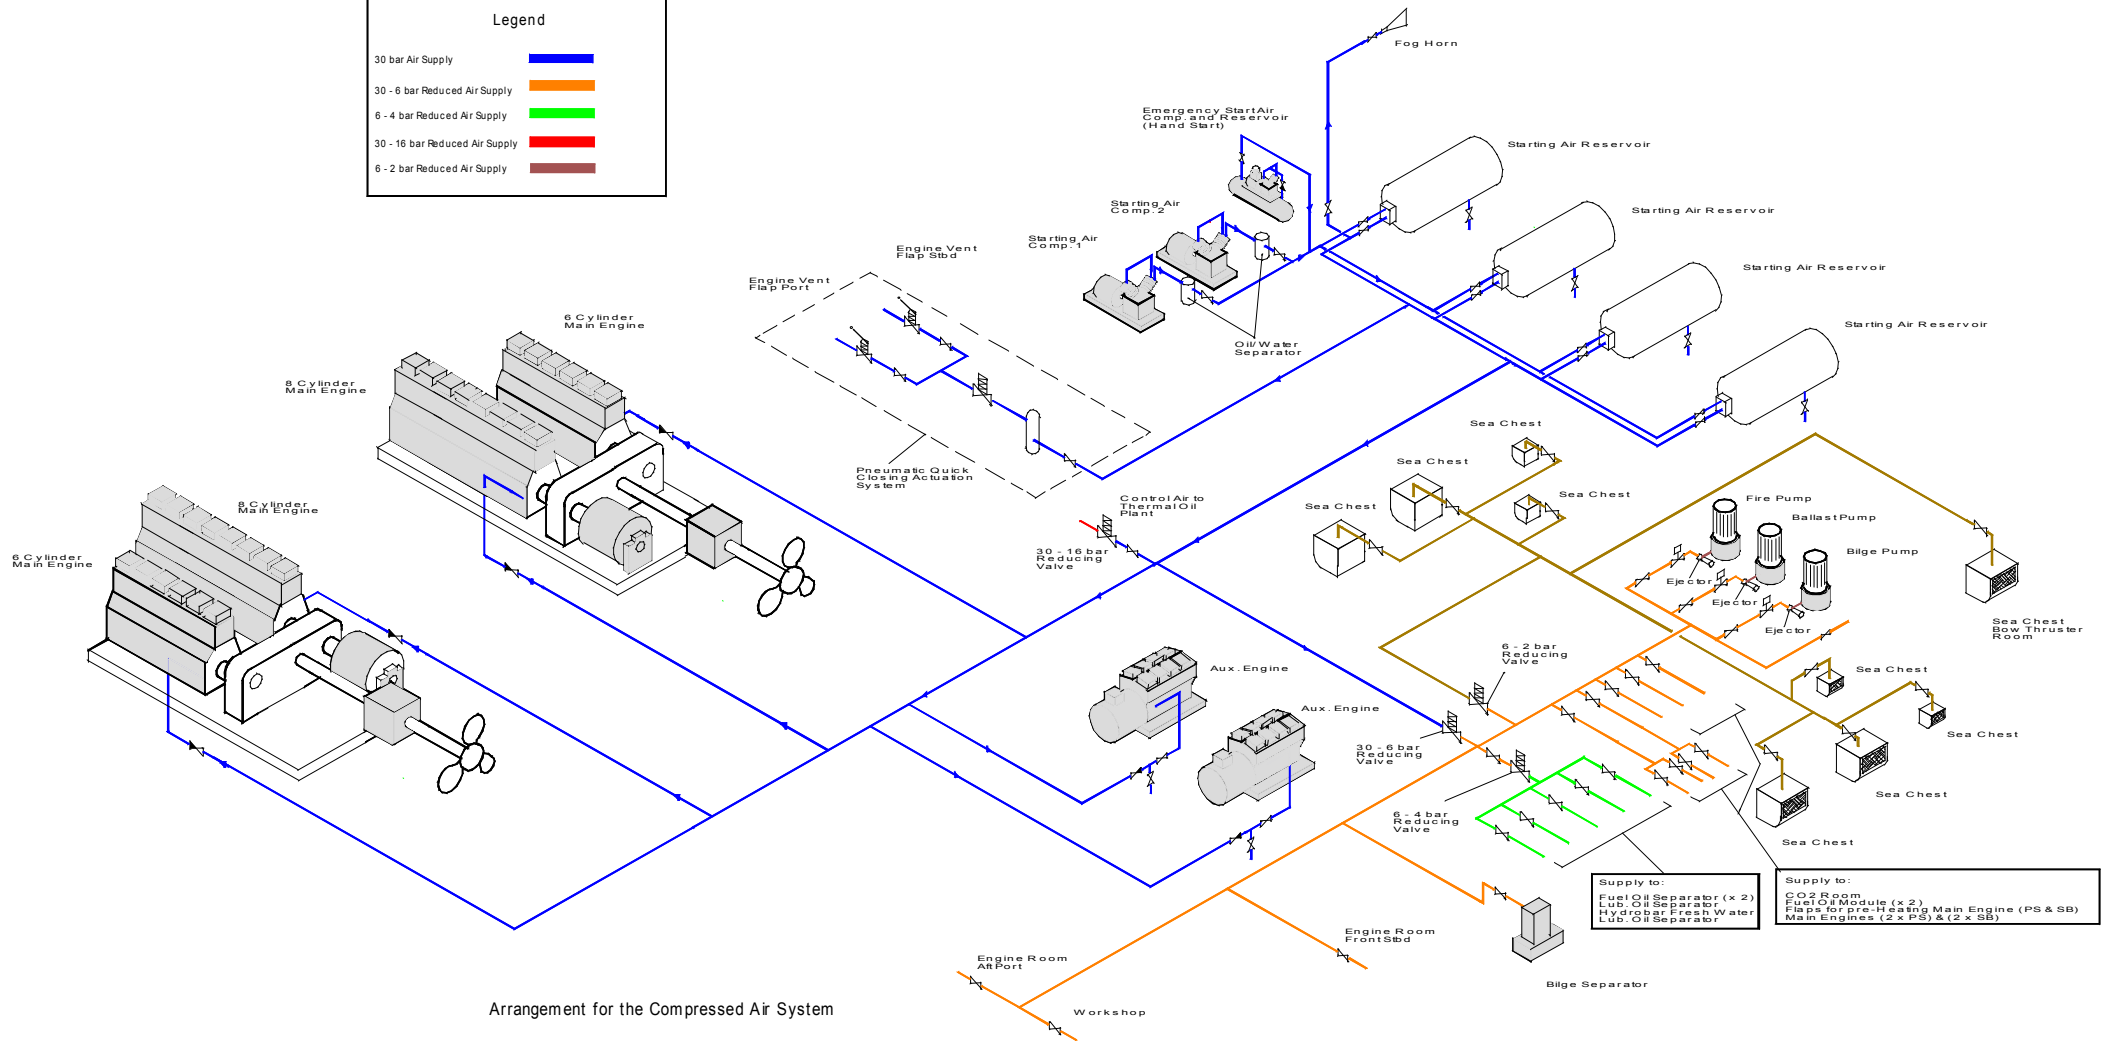 Legend
30 bar Air Supply
30 - 6 bar Reduced Air Supply
6 - 4 bar Reduced Air Supply
30 - 16 bar Reduced Air Supply
6 - 2 bar Reduced Air Supply
Fog Horn
Emergency Start Air
Comp. and Reservoir
(Hand Start)
Starting Air Reservoir
Starting Air
Comp. 2
Starting Air Reservoir
Starting Air
Comp. 1
Engine Vent
Flap Stbd
Starting Air Reservoir
Engine Vent
Flap Port
6 Cylinder
Main Engine
Starting Air Reservoir
Oil/Water
Separator
8 Cylinder
Main Engine
Sea Chest
Sea Chest
Pneumatic Quick
Closing Actuation
System
Control Air to
Thermal Oil
Plant
Sea Chest
Sea Chest
Fire Pump
Ballast Pump
8 Cylinder
Main Engine
30 - 16 bar
Reducing
Valve
Bilge Pump
6 Cylinder
Main Engine
Ejector
Ejector
Ejector
Sea Chest
Bow Thruster
Room
6 - 2 bar
Reducing
Valve
Aux. Engine
Sea Chest
Aux. Engine
Sea Chest
30 - 6 bar
Reducing
Valve
Sea Chest
6 - 4 bar
Reducing
Valve
Sea Chest
Supply to:
Fuel Oil Separator (x 2)
Lub. Oil Separator
Hydrobar Fresh Water
Lub. Oil Separator
Supply to:
CO2 Room
Fuel Oil Module (x 2)
Flaps for pre-Heating Main Engine (PS & SB)
Main Engines (2 x PS) & (2 x SB)
Engine Room
Front Stbd
Engine Room
Aft Port
Bilge Separator
Workshop
Arrangement for the Compressed Air System